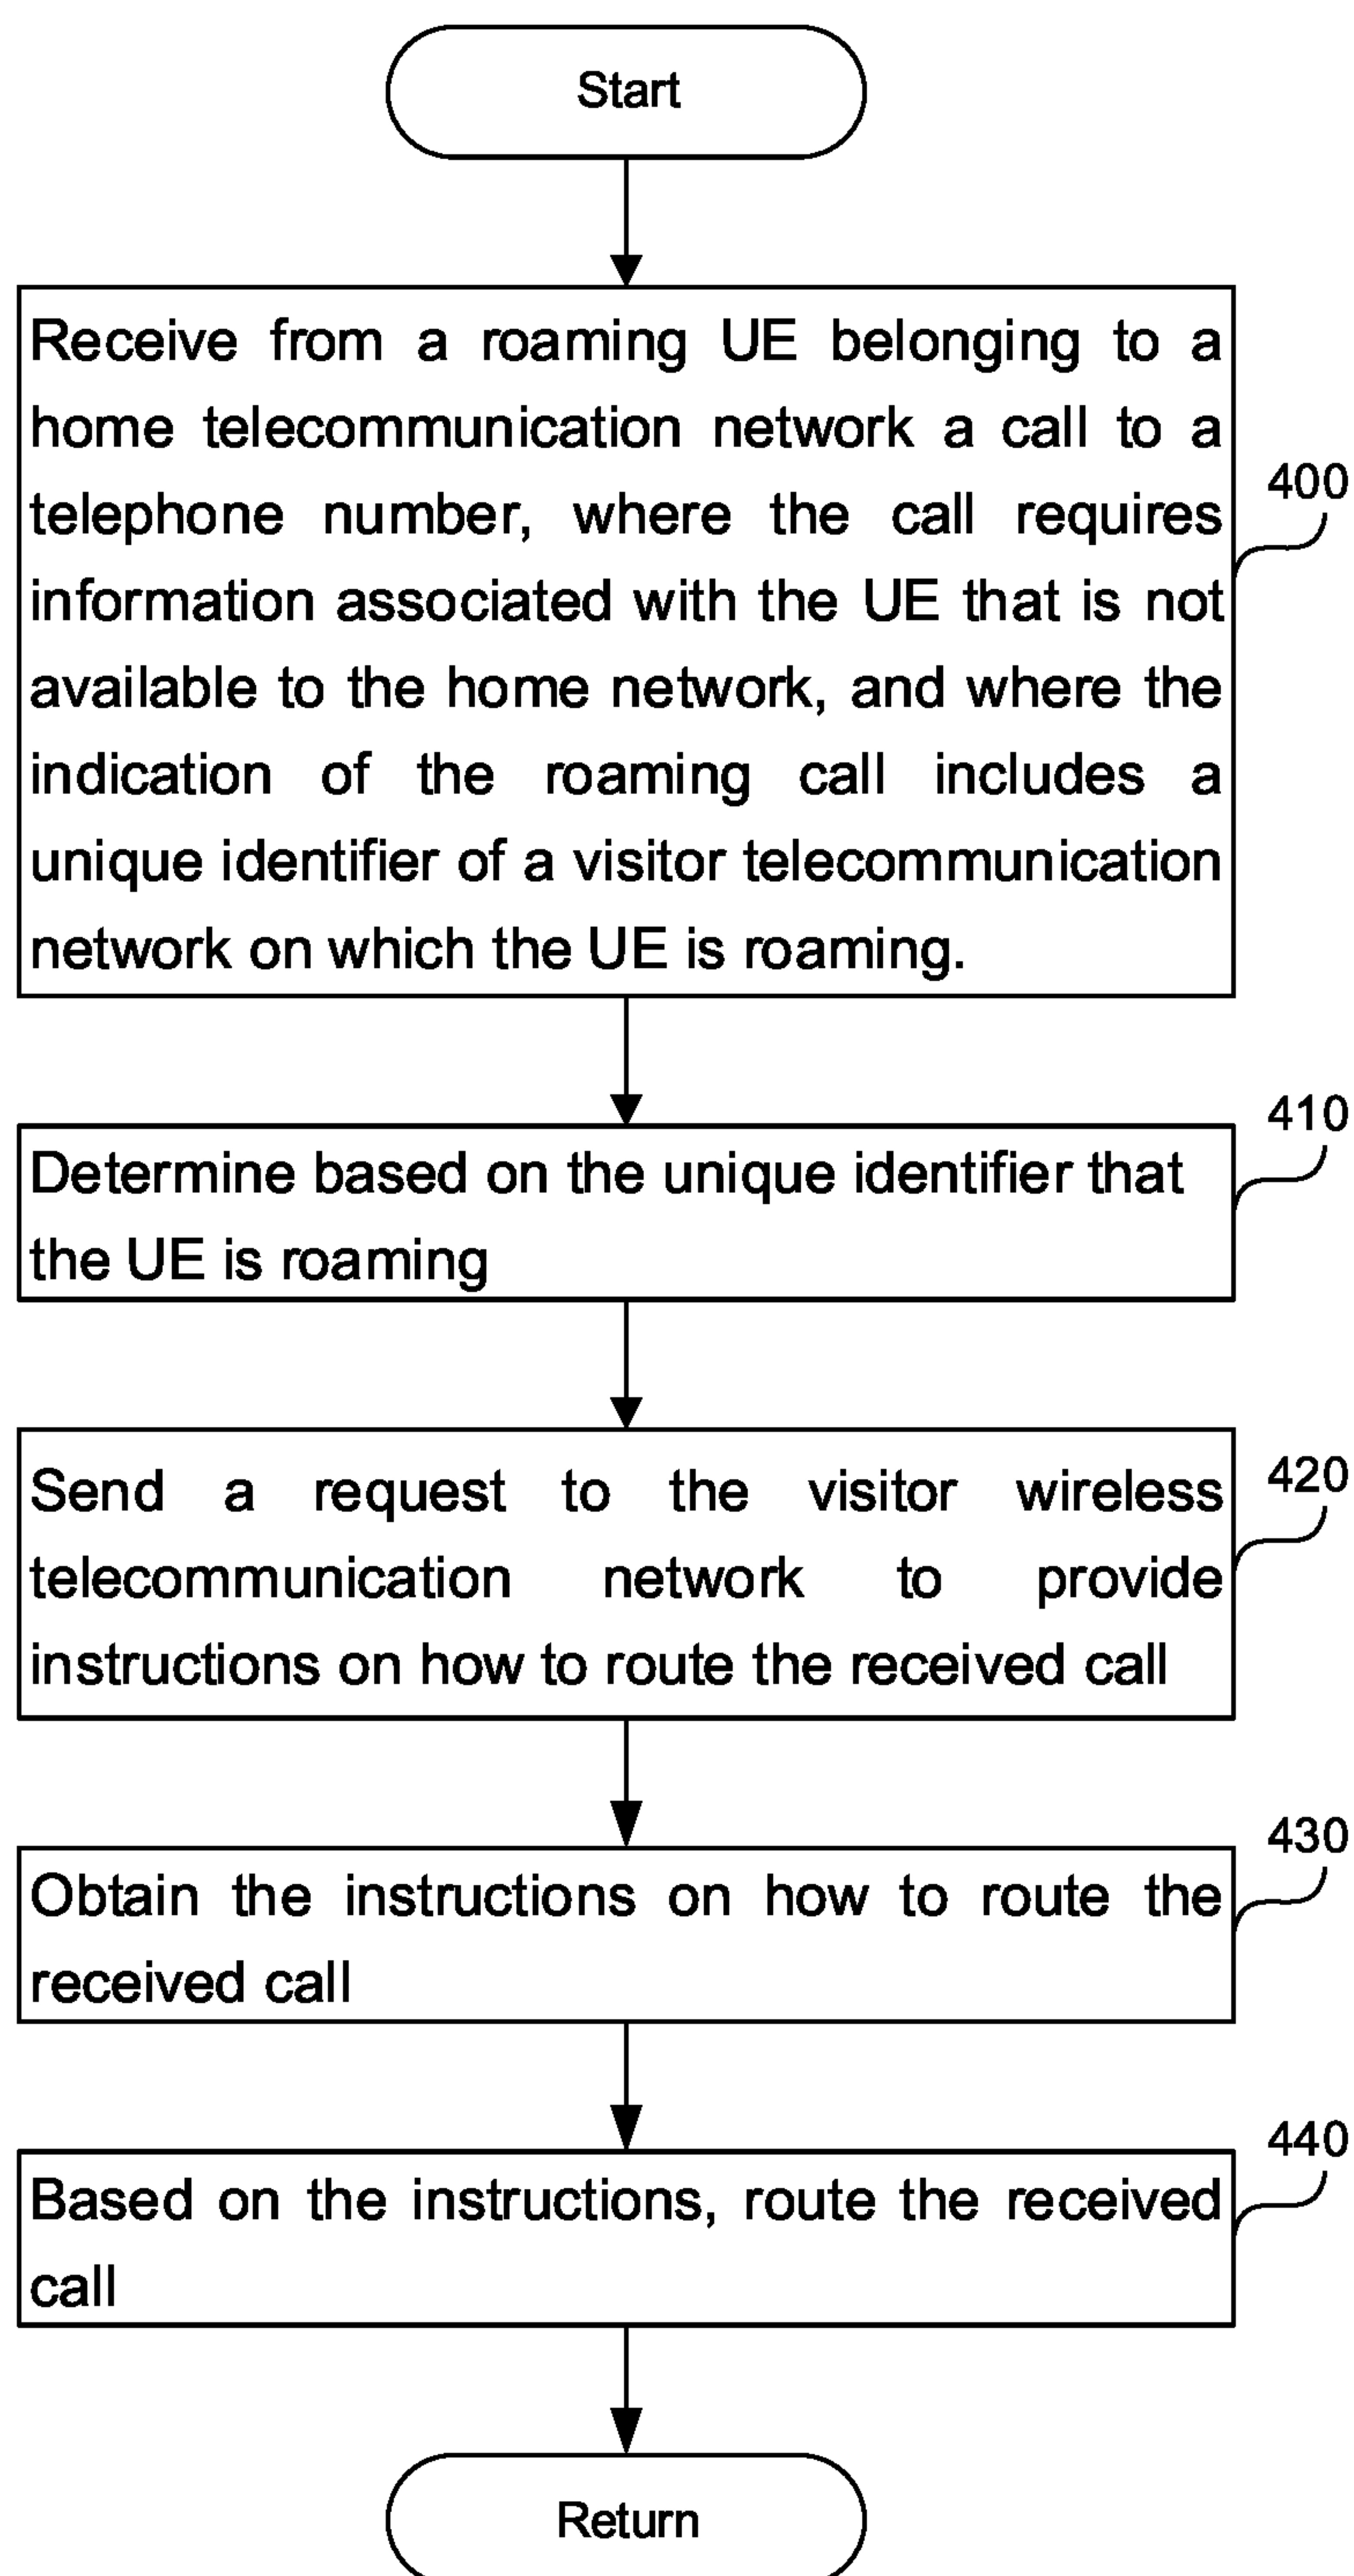 Start
Receive from a roaming UE belonging to a
home telecommunication network a call to a
telephone number, where the call requires
information associated with the UE that is not
available to the home network, and where the
indication of the roaming call includes a
unique identifier of a visitor telecommunication
network on which the UE is roaming.
400
Determine based on the unique identifier that
the UE is roaming
410
Send a request to the visitor wireless
telecommunication network to provide
instructions on how to route the received call
420
Obtain the instructions on how to route the
received call
430
Based on the instructions, route the received
call
440
Return